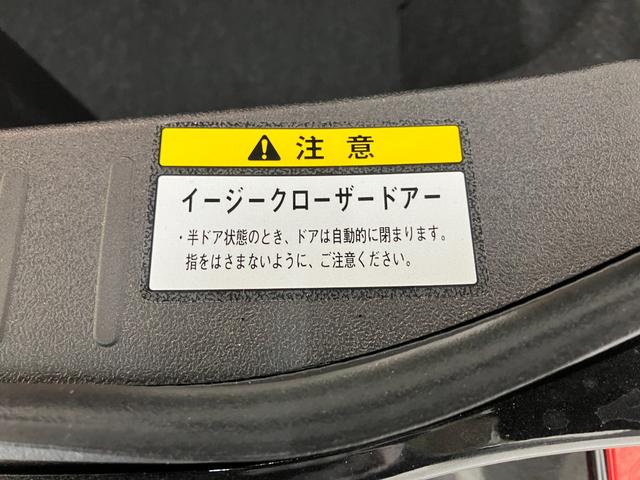 ⚠ 注意
イージークローザードアー
・半ドア状態のとき、ドアは自動的に閉まります。
指をはさまないように、ご注意ください。